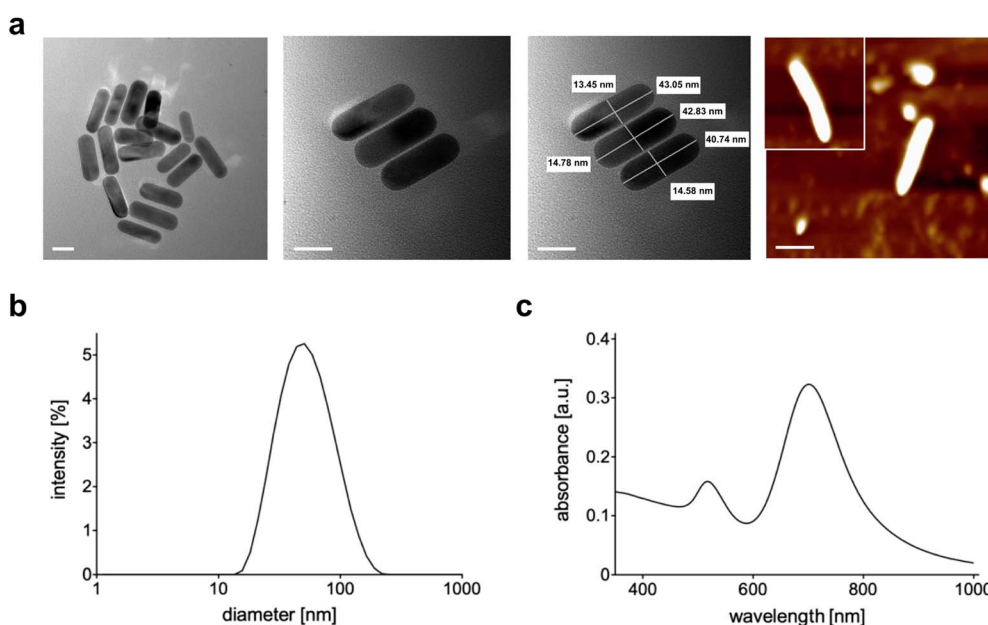 a
13.45 nm
43.05 nm
42.83 nm
40.74 nm
14.78 nm
14.58 nm
b
intensity [%]
5
4
3
2
1
0
1
10
100
1000
diameter [nm]
c
absorbance [a.u.]
0.4
0.3
0.2
0.1
0.0
400
600
800
1000
wavelength [nm]